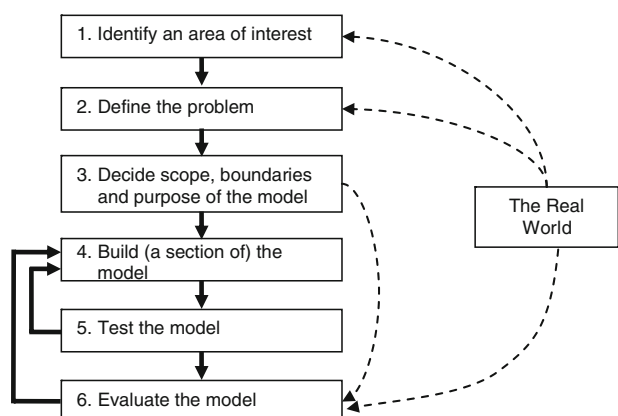 1. Identify an area of interest
2. Define the problem
3. Decide scope, boundaries
and purpose of the model
4. Build (a section of) the
model
5. Test the model
6. Evaluate the model
The Real
World